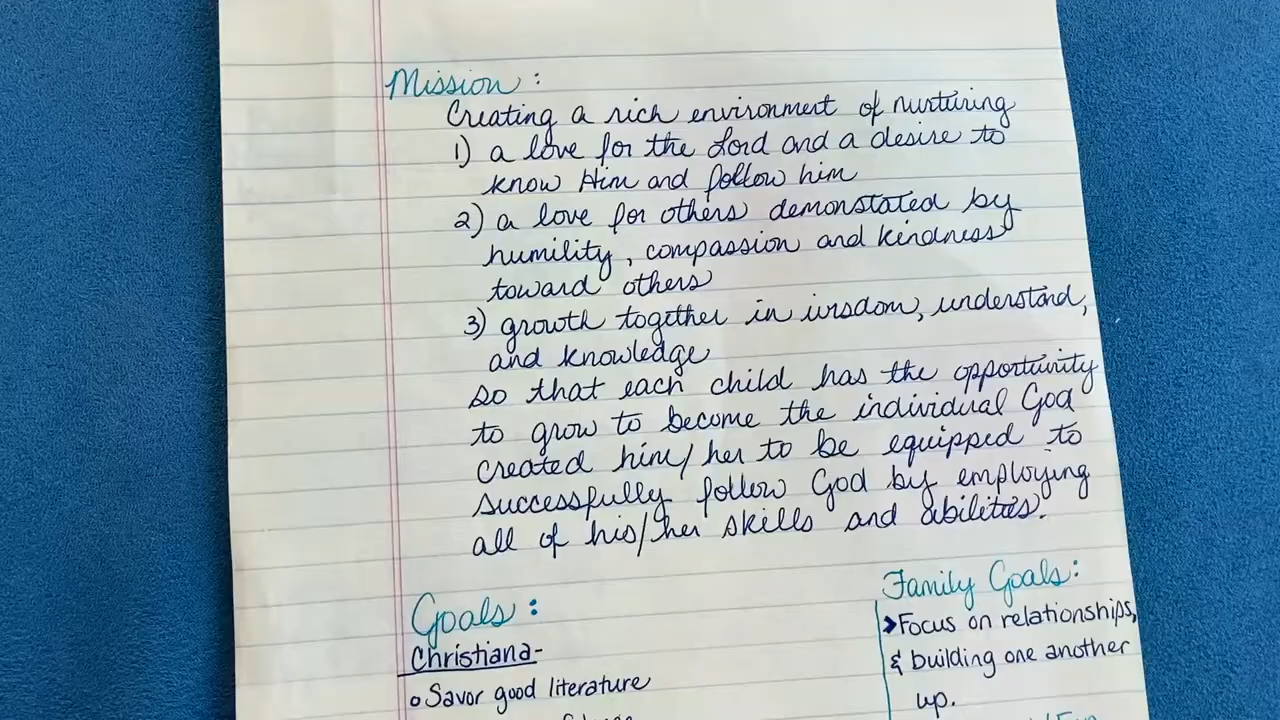 Mission:
Creating a rich environment of nurturing
1) a love for the Lord and a desire to
know Him and follow him
2) a love for others demonstated by
humility, compassion and kindness
toward others
3) growth together in wisdom, understand,
and knowledge
so that each child has the opportunity
to grow to become the individual God
created him/her to be equipped to
successfully follow God by employing
all of his/her skills and abilities.
Goals:
Christiana-
o Savor good literature
Family Goals:
> Focus on relationships,
& building one another
up.